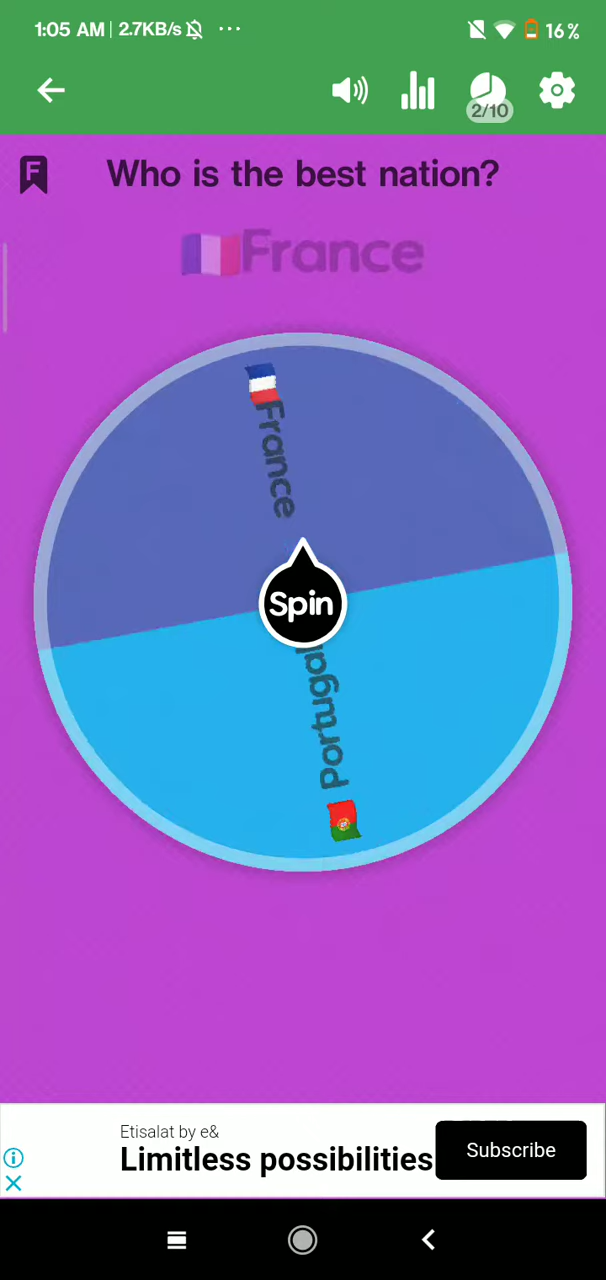 1:05 AM | 2.7KB/s ...
16%
2/10
F
Who is the best nation?
🇫🇷France
🇫🇷France
Spin
Portugal 🇵🇹
Etisalat by e&
Limitless possibilities
Subscribe